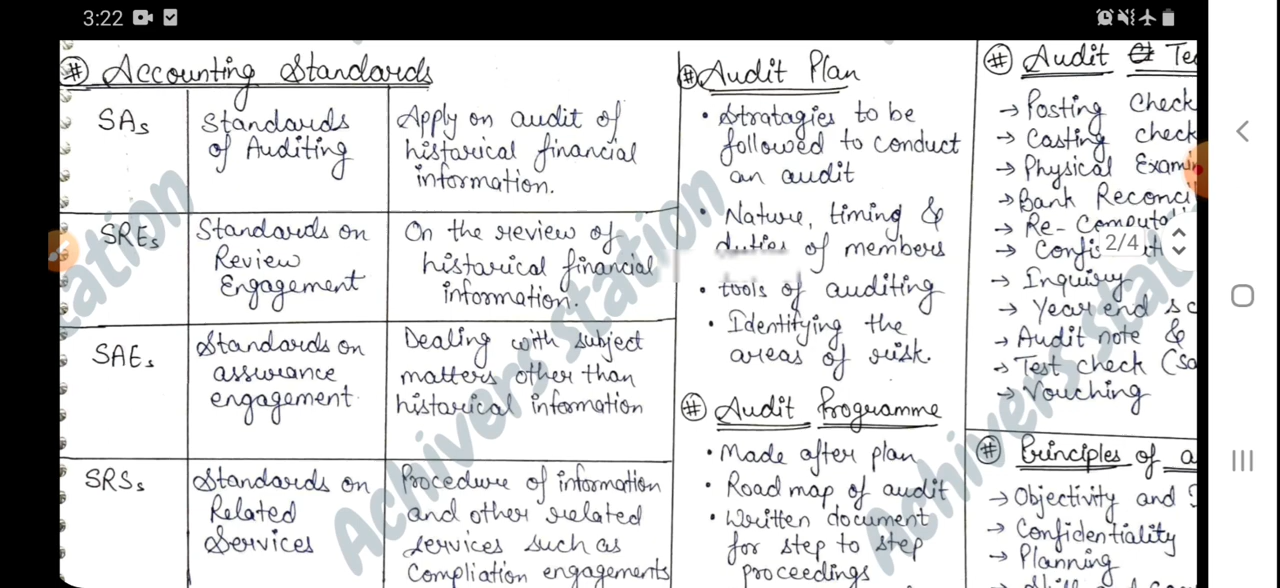 3:22
# Accounting Standards
SAs
Standards
of Auditing
Apply on audit of
historical financial
information.
SREs
Standards on
Review
Engagement
On the review of
historical financial
information.
SAEs
Standards on
assurance
engagement.
Dealing with subject
matters other than
historical information
SRSs
Standards on
Related
Services
Procedure of information
and other related
services such as
Compliation engagements
# Audit Plan
• Stratagies to be
followed to conduct
an audit
• Nature, timing &
duties of members
• tools of auditing
• Identifying the
areas of risk.
# Audit Programme
• Made after plan
• Road map of audit
• Written document
for step to step
proceedings
# Audit
→ Posting Check
→ Casting check
→ Physical
→ Bank
→ Re-
→
2/4
→ Inquiry
→ Year end
→ Audit note &
→ Test check
→ Vouching
# Principles of
→ Objectivity and
→ Confidentiality
→ Planning
Achivers Station